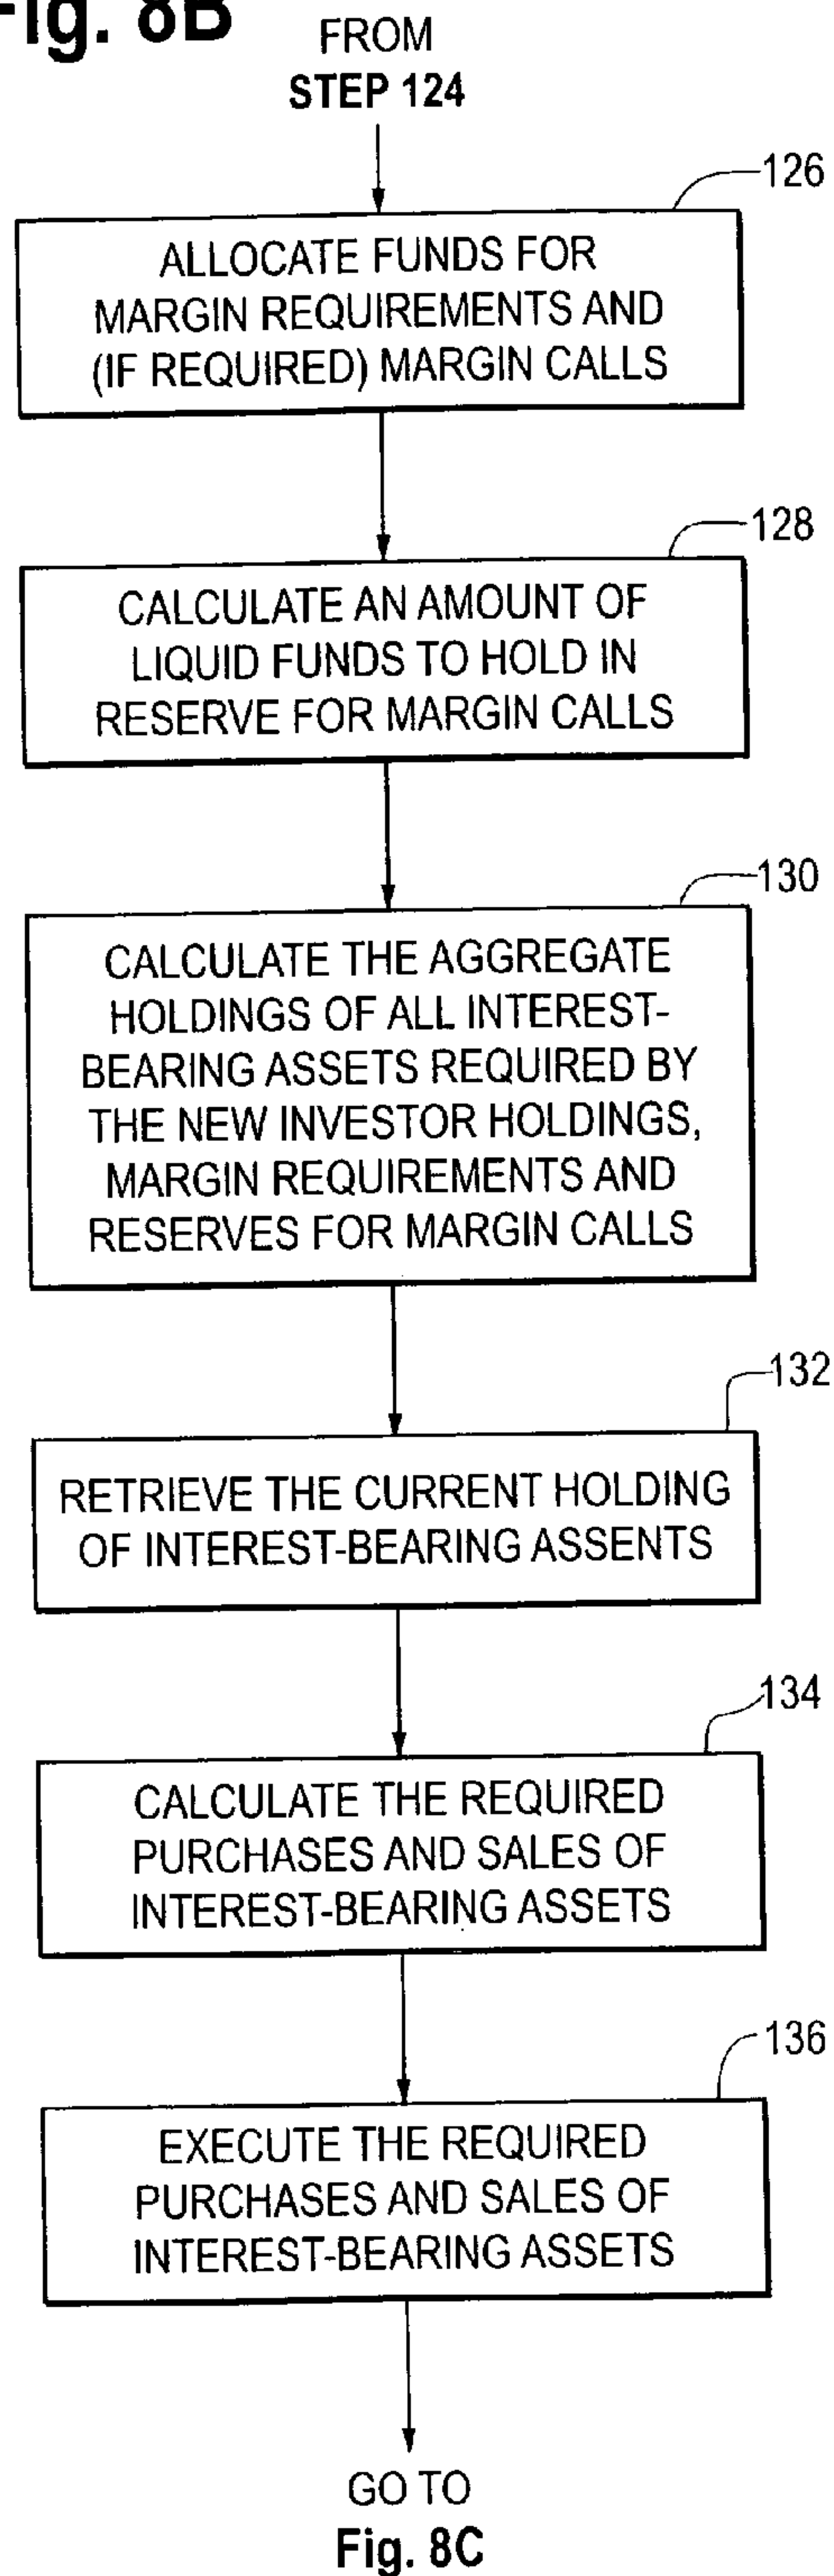 Fig. 8B
FROM
STEP 124
126
ALLOCATE FUNDS FOR
MARGIN REQUIREMENTS AND
(IF REQUIRED) MARGIN CALLS
128
CALCULATE AN AMOUNT OF
LIQUID FUNDS TO HOLD IN
RESERVE FOR MARGIN CALLS
130
CALCULATE THE AGGREGATE
HOLDINGS OF ALL INTEREST-
BEARING ASSETS REQUIRED BY
THE NEW INVESTOR HOLDINGS,
MARGIN REQUIREMENTS AND
RESERVES FOR MARGIN CALLS
132
RETRIEVE THE CURRENT HOLDING
OF INTEREST-BEARING ASSENTS
134
CALCULATE THE REQUIRED
PURCHASES AND SALES OF
INTEREST-BEARING ASSETS
136
EXECUTE THE REQUIRED
PURCHASES AND SALES OF
INTEREST-BEARING ASSETS
GO TO
Fig. 8C